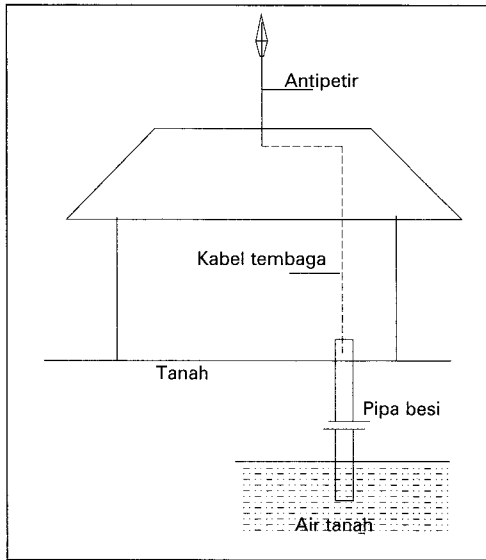 Antipetir
Kabel tembaga
Tanah
Pipa besi
Air tanah